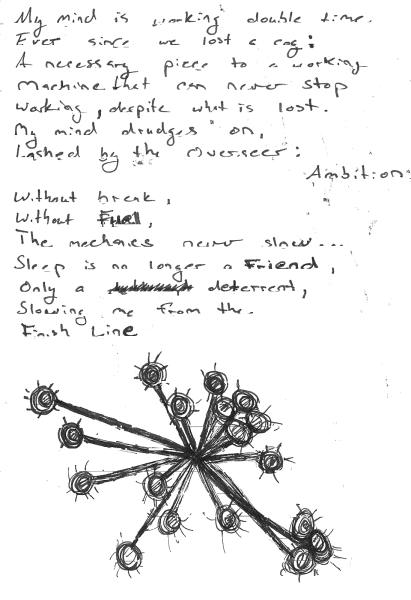 My mind is working double time.
Ever since we lost a cog:
A necessary piece to a working
machine that can never stop
working, despite what is lost.
My mind drudges on,
Lashed by the overseer:
Ambition.
Without break,
Without Fuel,
The mechanics never slow...
Sleep is no longer a Friend,
Only a deterrent,
Slowing me from the.
Finish Line